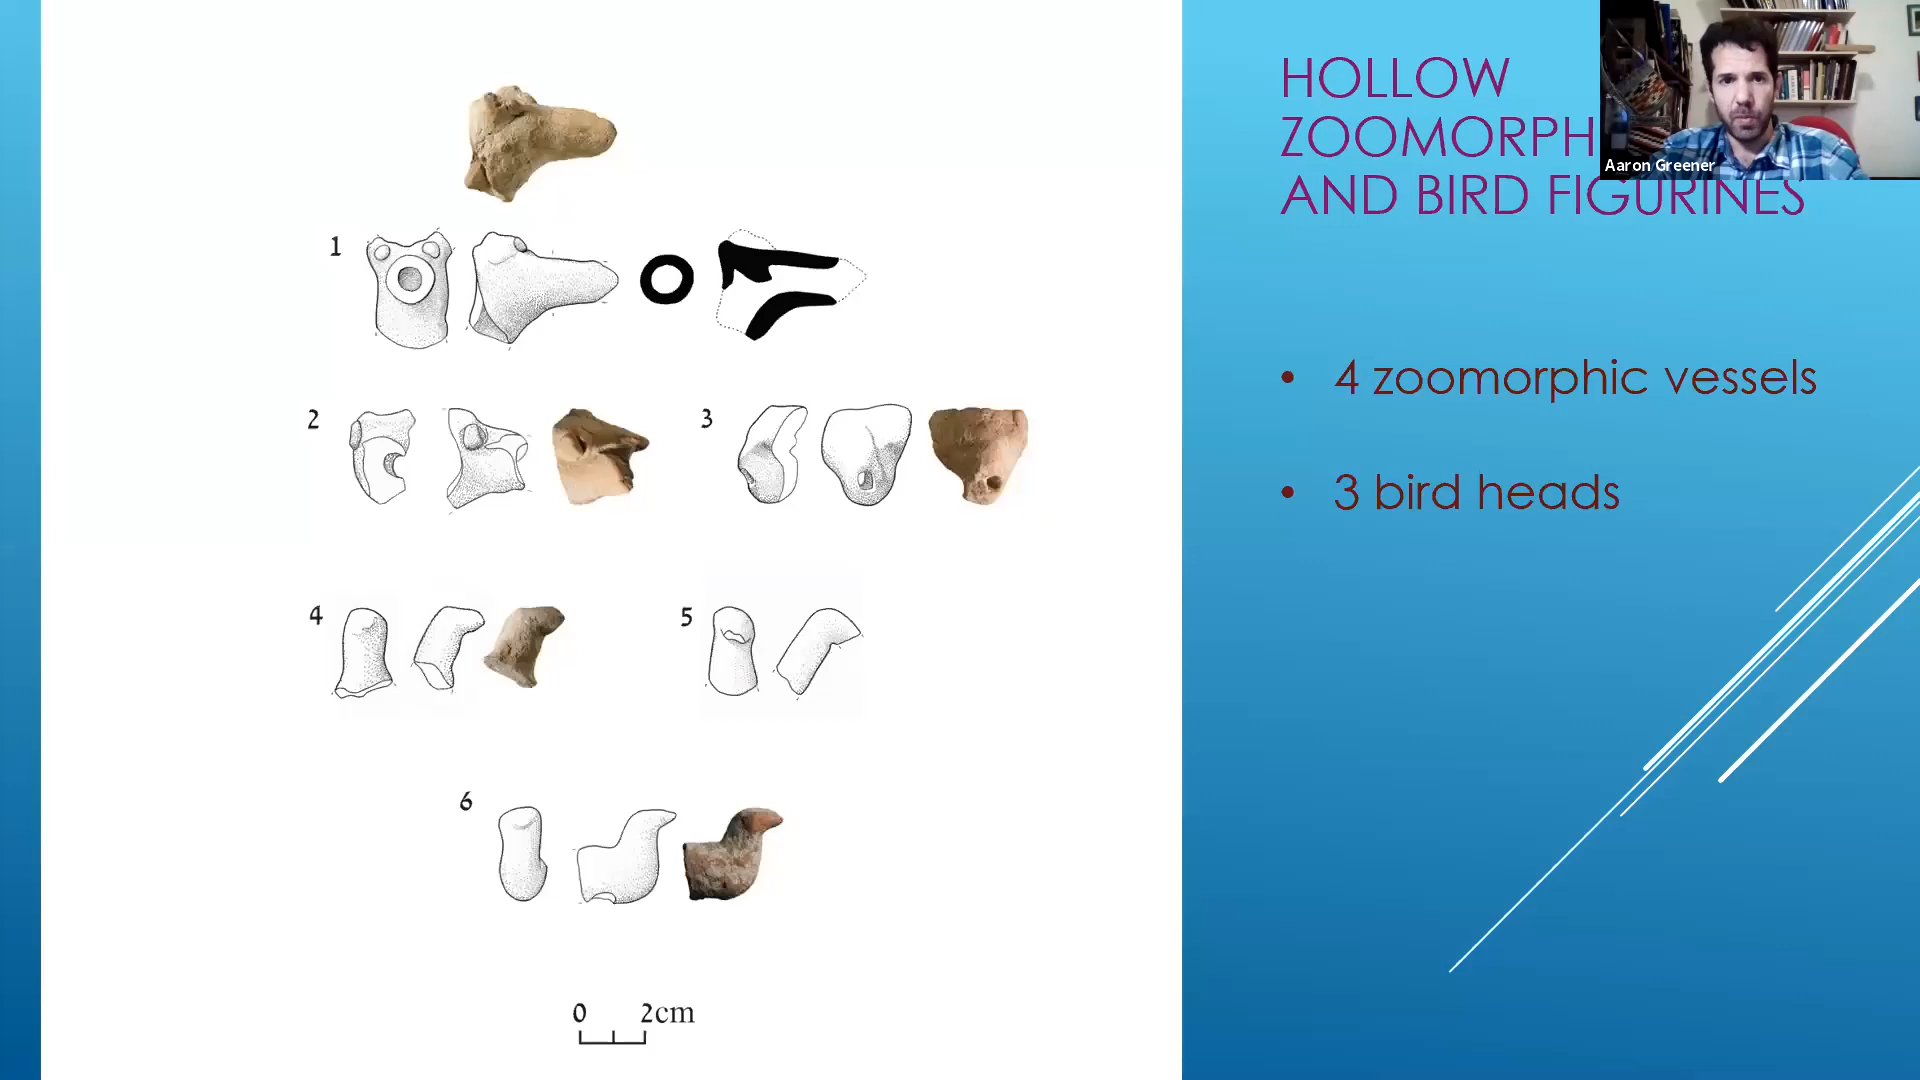 HOLLOW
ZOOMORPH
AND BIRD FIGURINES
Aaron Greener
• 4 zoomorphic vessels
• 3 bird heads
1
2
3
4
5
6
0 2cm